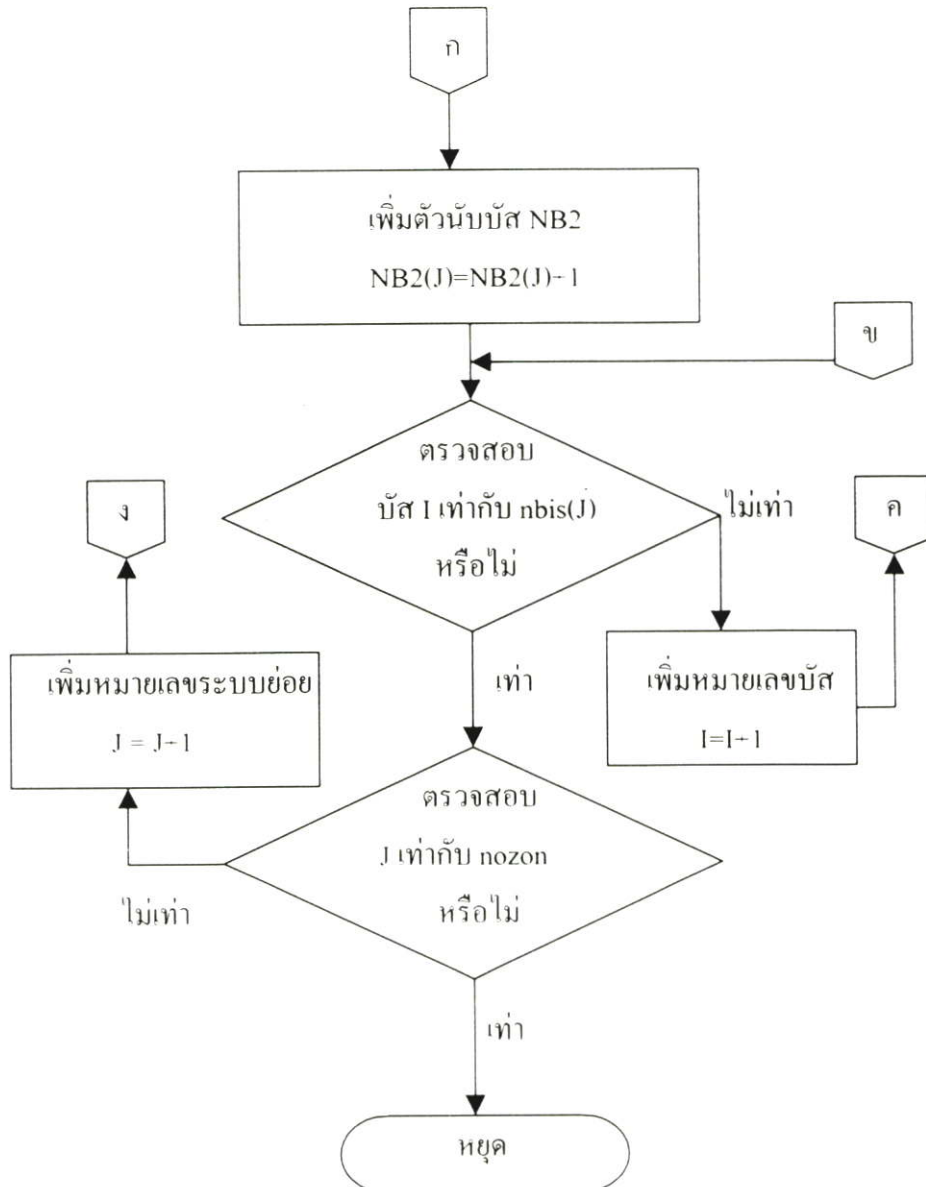 ก
เพิ่มตัวนับบัส NB2
NB2(J)=NB2(J)+1
ข
ตรวจสอบ
บัส I เท่ากับ nbis(J)
หรือไม่
ไม่เท่า
ค
ง
เพิ่มหมายเลขระบบย่อย
J = J+1
เท่า
เพิ่มหมายเลขบัส
I=I+1
ตรวจสอบ
J เท่ากับ nozon
หรือไม่
ไม่เท่า
เท่า
หยุด